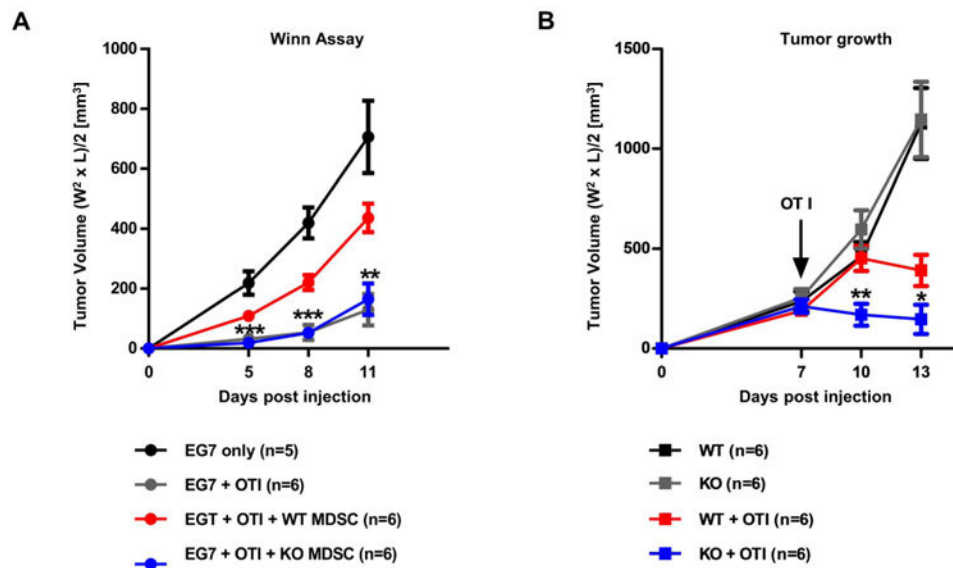 A
Winn Assay
Tumor Volume (W² x L)/2 [mm³]
1000
800
600
400
200
0
***
***
**
0
5
8
11
Days post injection
EG7 only (n=5)
EG7 + OTI (n=6)
EGT + OTI + WT MDSC (n=6)
EG7 + OTI + KO MDSC (n=6)
B
Tumor growth
Tumor Volume (W² x L)/2 [mm³]
1500
1000
500
0
OT I
**
*
0
7
10
13
Days post injection
WT (n=6)
KO (n=6)
WT + OTI (n=6)
KO + OTI (n=6)